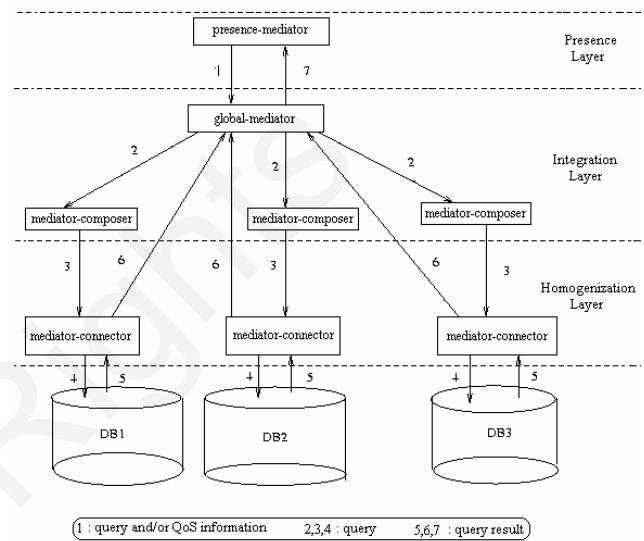 presence-mediator
Presence
Layer
1
7
global-mediator
2
2
2
Integration
Layer
mediator-composer
mediator-composer
mediator-composer
3
6
6
3
6
3
Homogenization
Layer
mediator-connector
mediator-connector
mediator-connector
4
5
4
5
4
5
DB1
DB2
DB3
1 : query and/or QoS information 2,3,4 : query 5,6,7 : query result
Rights